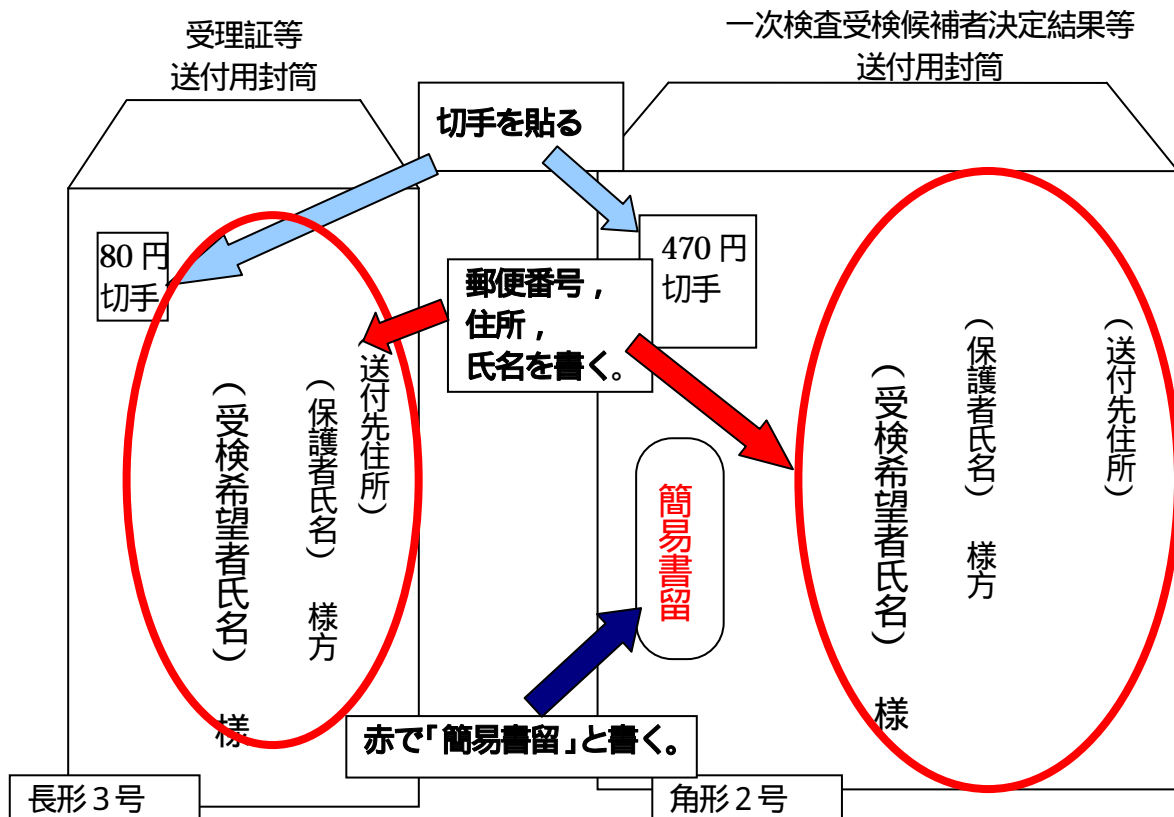 受理証等
送付用封筒
一次検査受検候補者決定結果等
送付用封筒
切手を貼る
80 円
切手
470 円
切手
郵便番号，
住所，
氏名を書く。
（送付先住所）
（保護者氏名）　様方
（受検希望者氏名）　様
（送付先住所）
（保護者氏名）　様方
（受検希望者氏名）　様
簡易書留
赤で「簡易書留」と書く。
長形３号
角形２号